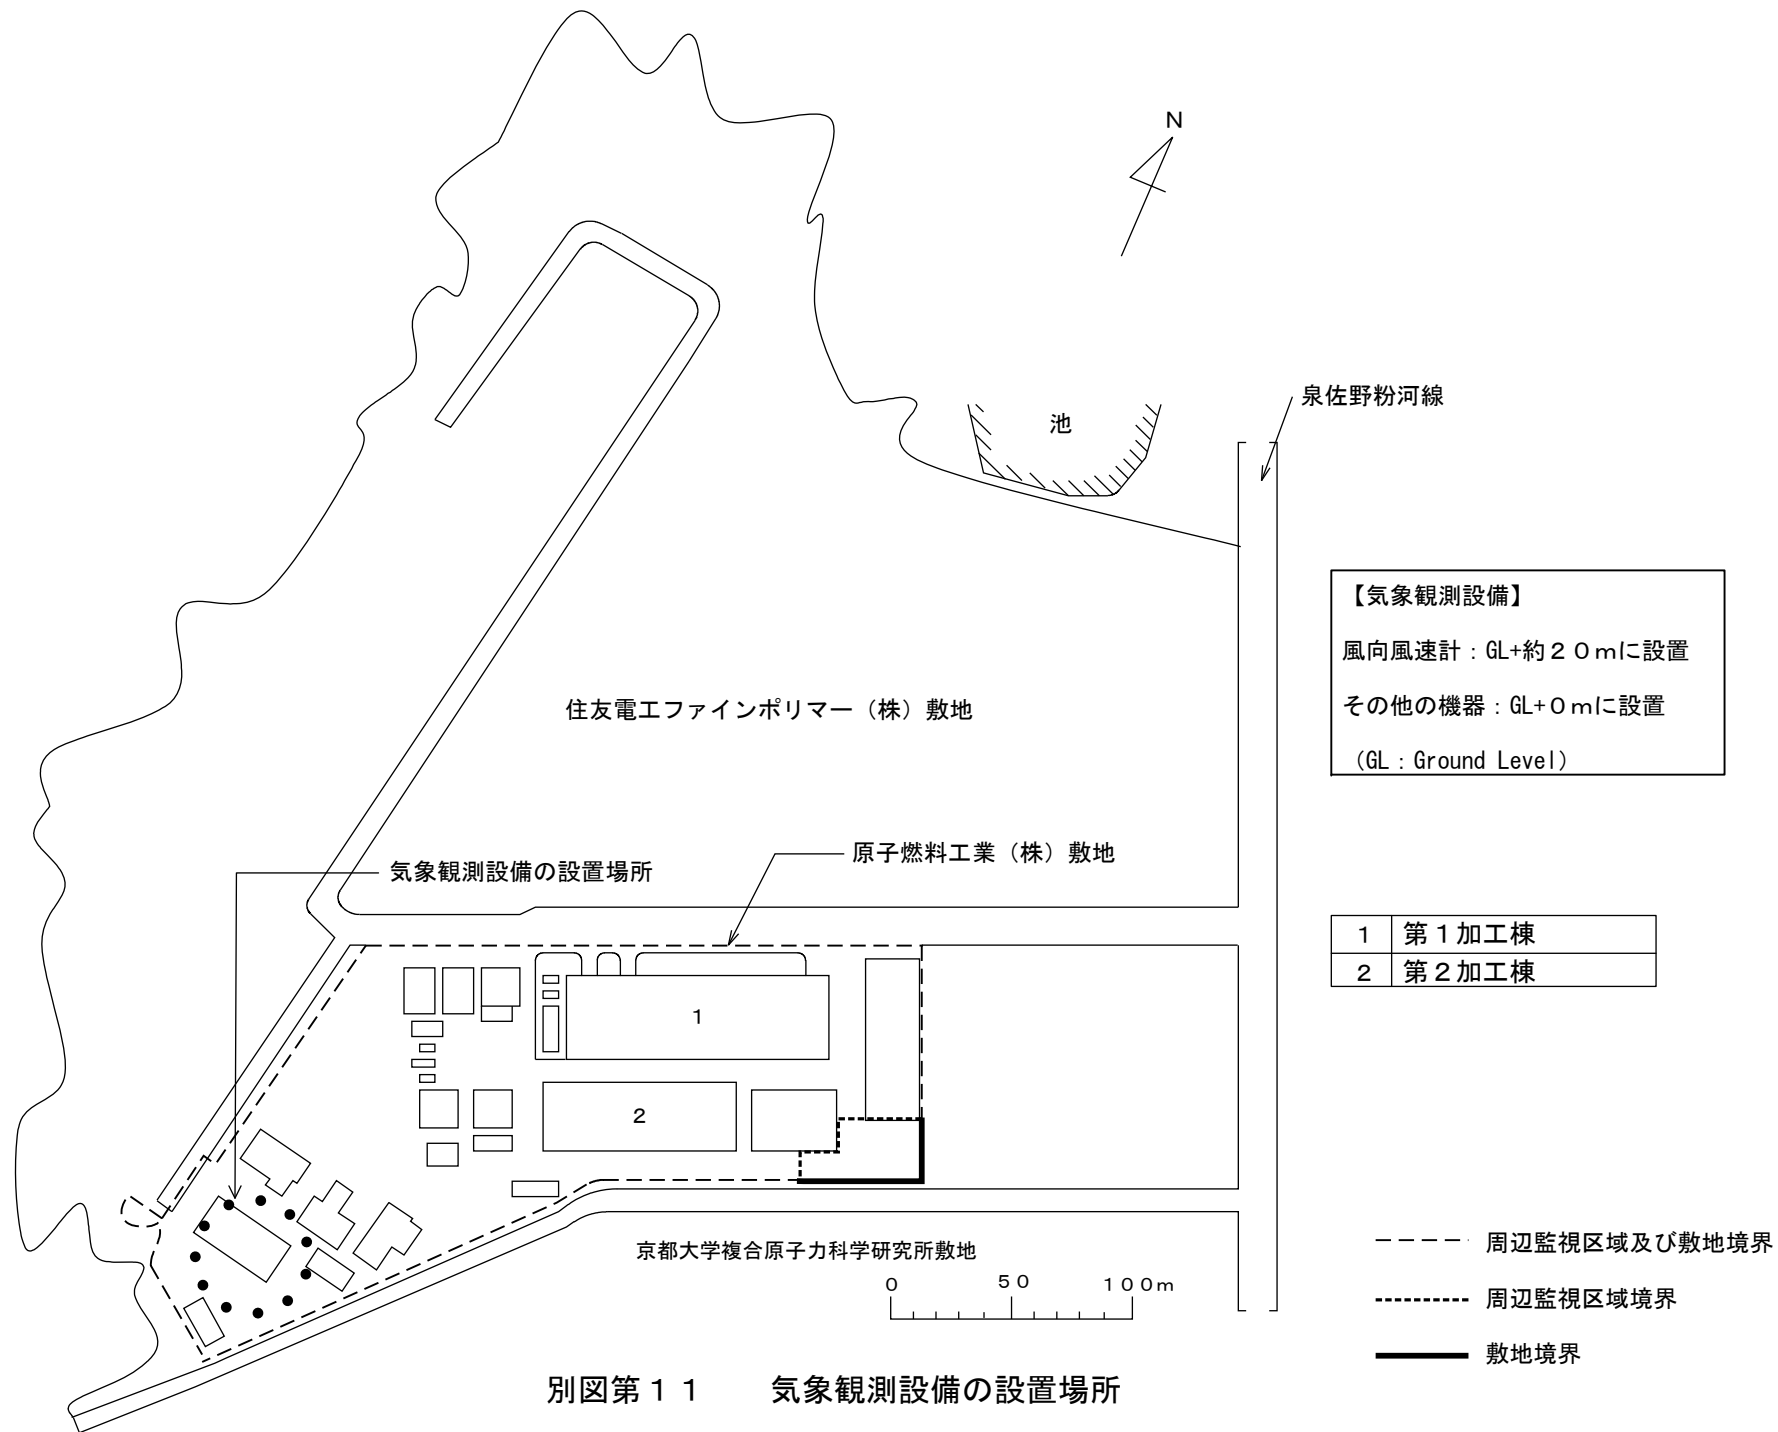 N
泉佐野粉河線
池
【気象観測設備】
風向風速計：GL+約２０ｍに設置
その他の機器：GL+０ｍに設置
（GL：Ground Level）
住友電工ファインポリマー（株）敷地
原子燃料工業（株）敷地
気象観測設備の設置場所
1 第１加工棟
2 第２加工棟
1
2
京都大学複合原子力科学研究所敷地
０ ５０ １００ｍ
周辺監視区域及び敷地境界
周辺監視区域境界
敷地境界
別図第１１　　気象観測設備の設置場所